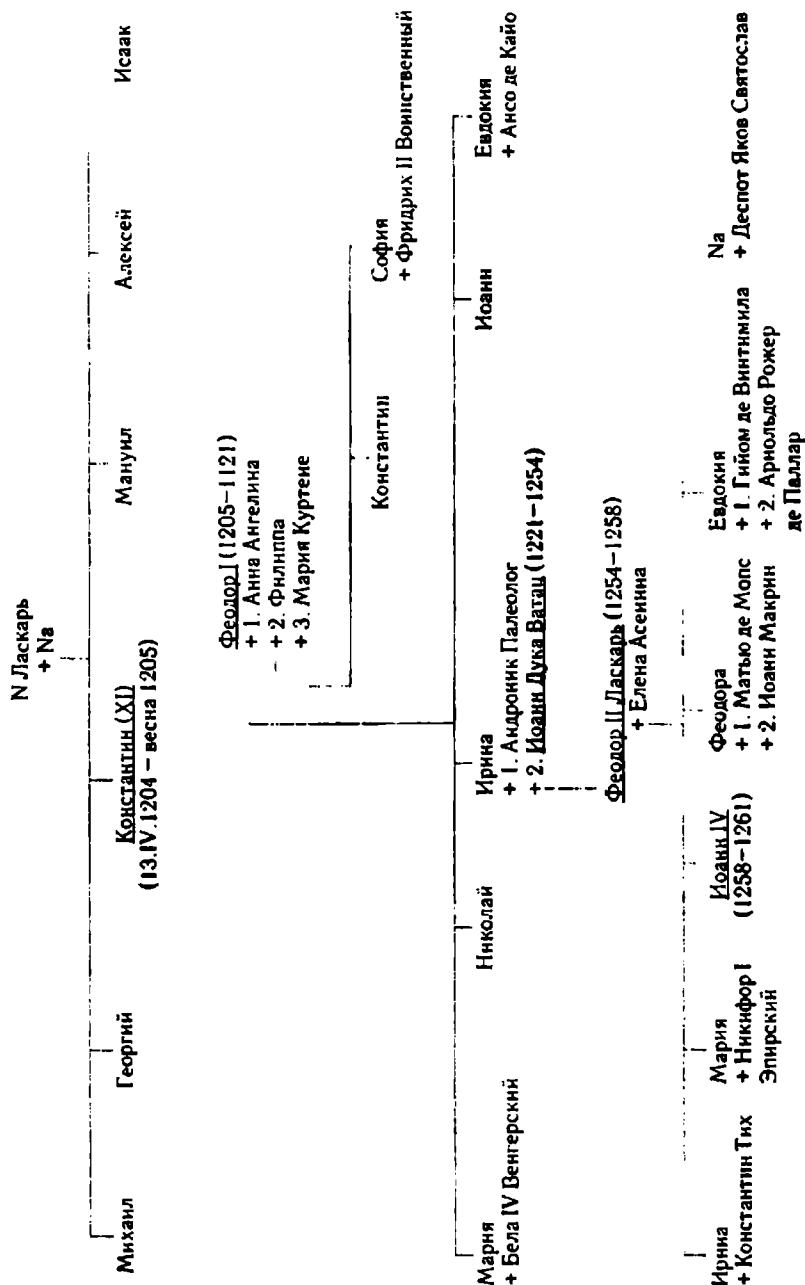 N Ласкарь
+ Na
Михаил
Георгий
Константин (XI)
(13.IV.1204 – весна 1205)
Мануил
Алексей
Исаак
Феодор I (1205–1121)
+ 1. Анна Ангелина
+ 2. Филиппа
+ 3. Мария Куртене
Константин
София
+ Фридрих II Воинственный
Мария
+ Бела IV Венгерский
Николай
Ирина
+ 1. Андроник Палеолог
+ 2. Иоанн Дука Ватац (1221–1254)
Иоанн
Евдокия
+ Ансо де Кайо
Феодор II Ласкарь (1254–1258)
+ Елена Асенина
Ирина
+ Константин Тих
Мария
+ Никифор I
Эпирский
Иоанн IV
(1258–1261)
Феодора
+ 1. Матью де Мопс
+ 2. Иоанн Макрин
Евдокия
+ 1. Гийом де Винтимила
+ 2. Арнольдо Рожер
де Паллар
Na
+ Деспот Яков Святослав